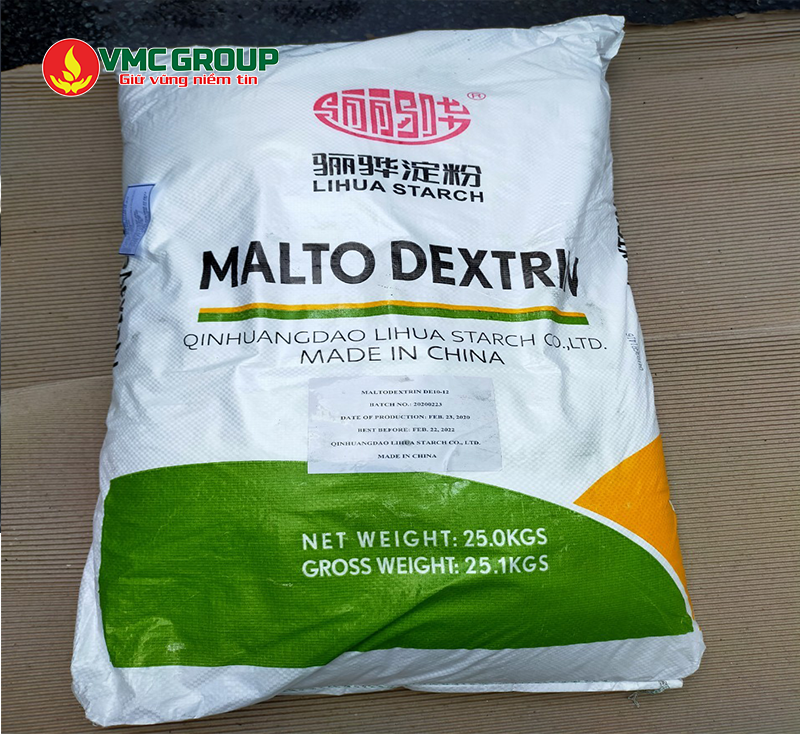 VMC GROUP
Giữ vững niềm tin
骊骅
®
骊骅淀粉
LIHUA STARCH
MALTO DEXTRIN
QINHUANGDAO LIHUA STARCH CO.,LTD.
MADE IN CHINA
MALTODEXTRIN DE10-12
BATCH NO.: 20200223
DATE OF PRODUCTION: FEB. 23, 2020
BEST BEFORE: FEB. 22, 2022
QINHUANGDAO LIHUA STARCH CO., LTD.
MADE IN CHINA
NET WEIGHT: 25.0KGS
GROSS WEIGHT: 25.1KGS